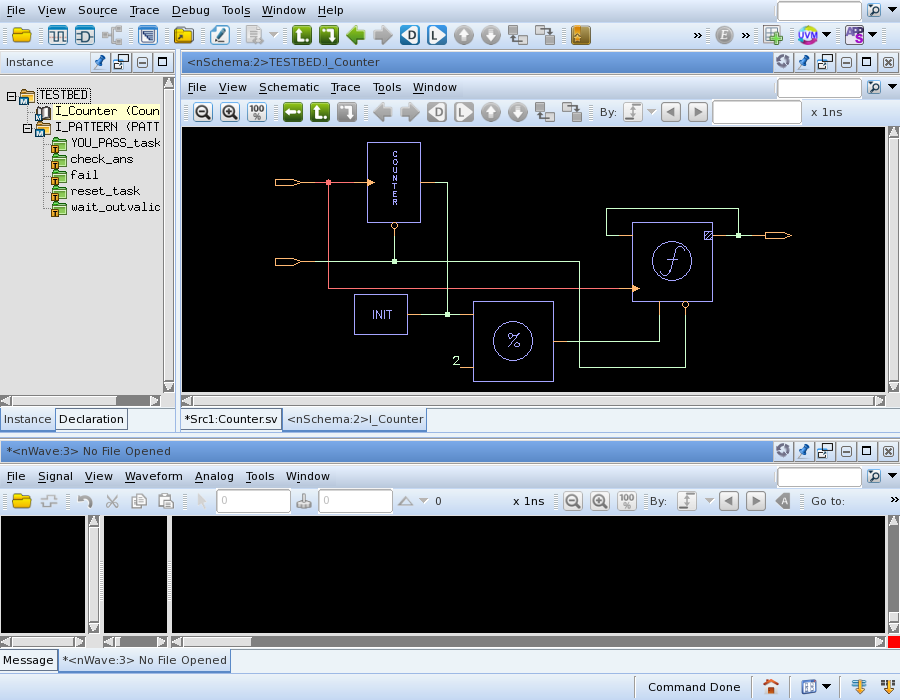 File View Source Trace Debug Tools Window Help
Instance
TESTBED
I_Counter (Coun
I_PATTERN (PATT
YOU_PASS_task
check_ans
fail
reset_task
wait_outvalic
Instance Declaration
<nSchema:2>TESTBED.I_Counter
File View Schematic Trace Tools Window
100% By: x 1ns
COUNTER
INIT
%
2
*Src1:Counter.sv <nSchema:2>I_Counter
*<nWave:3> No File Opened
File Signal View Waveform Analog Tools Window
0 0 0 x 1ns 100% By: Go to:
Message *<nWave:3> No File Opened
Command Done